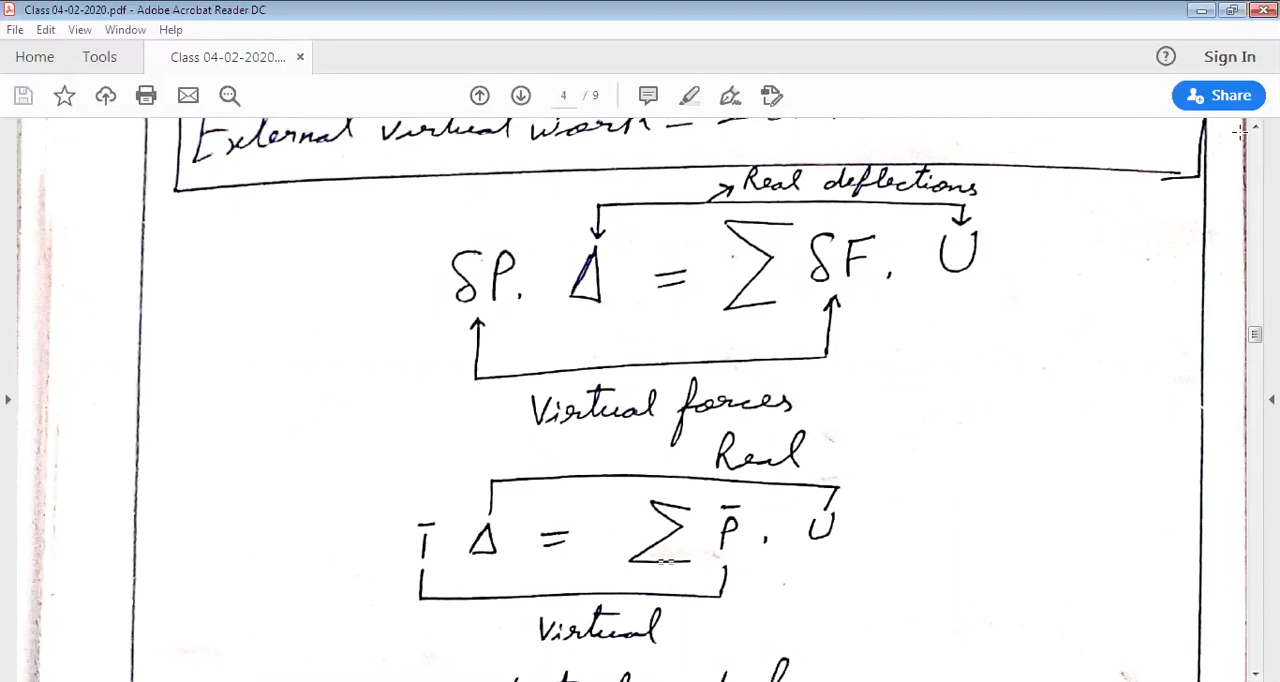 Class 04-02-2020.pdf - Adobe Acrobat Reader DC
File Edit View Window Help
Home Tools Class 04-02-2020.... × ? Sign In
4 / 9 Share
External virtual work =
Real deflections
δP. Δ = ∑ δF. U
Virtual forces
Real
1̄ Δ = ∑ P̄ . U
Virtual